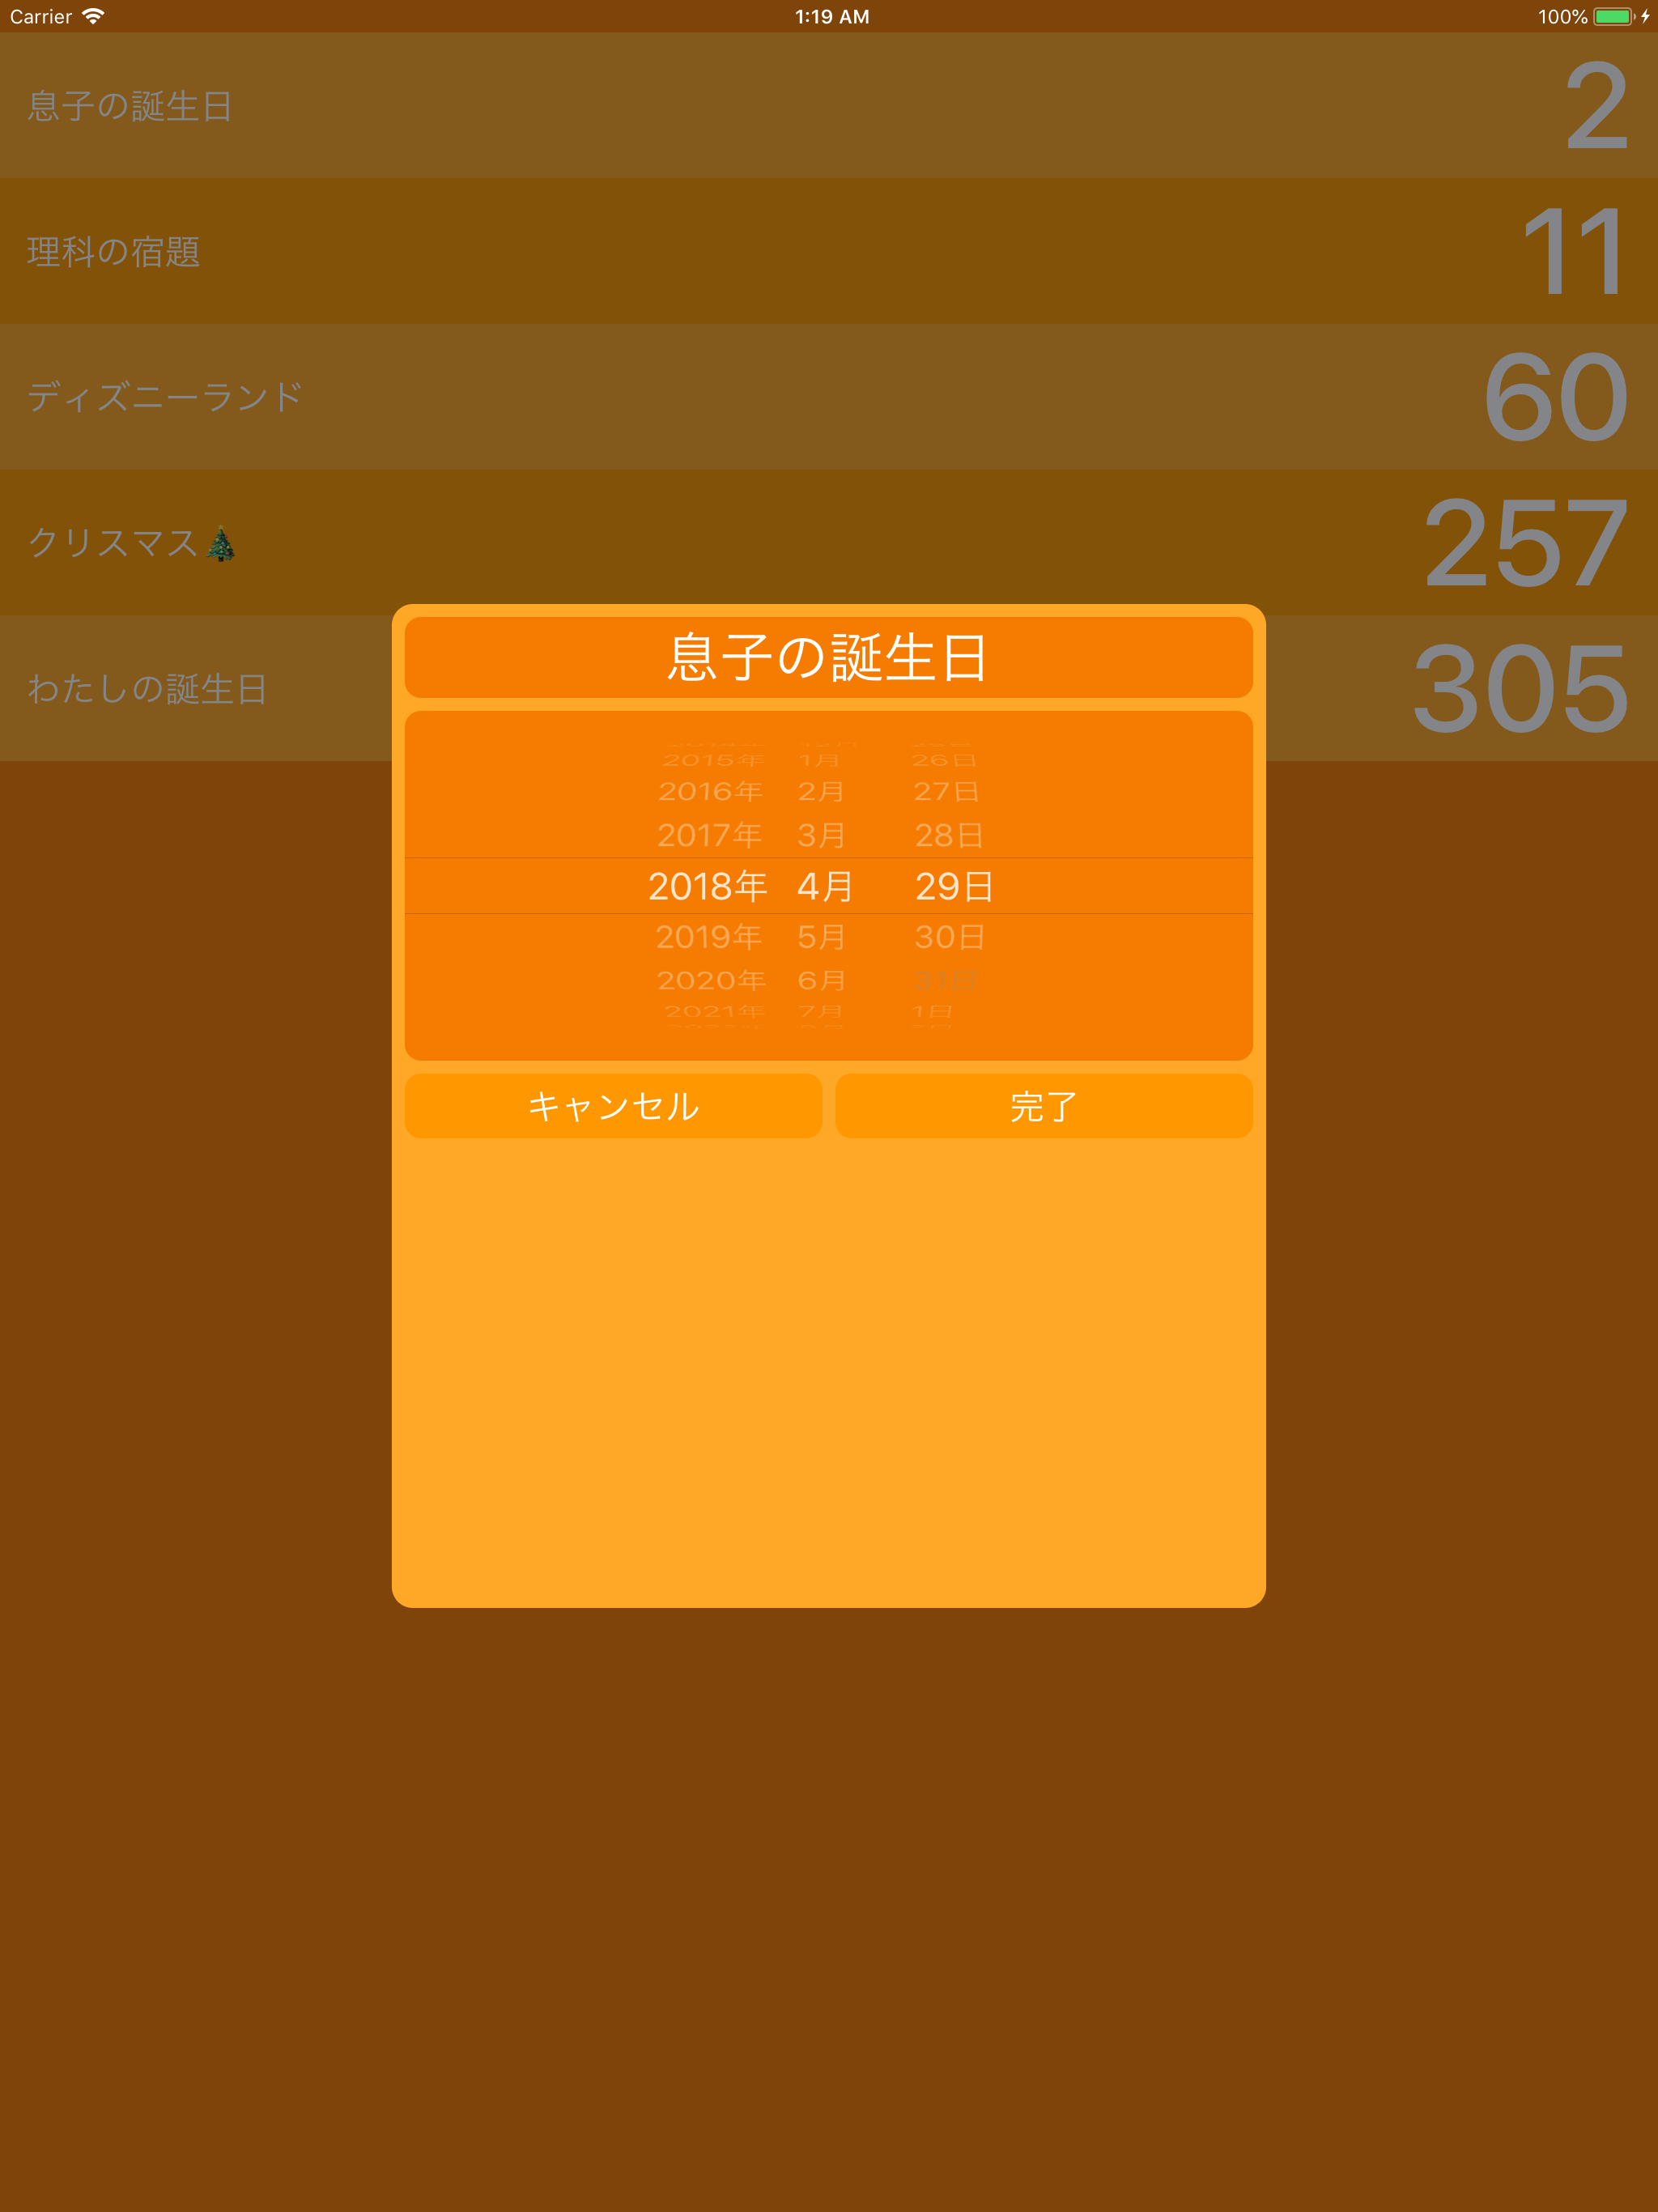 Carrier 1:19 AM 100%
息子の誕生日 2
理科の宿題 11
ディズニーランド 60
クリスマス🎄 257
わたしの誕生日 305
息子の誕生日
2015年 1月 26日
2016年 2月 27日
2017年 3月 28日
2018年 4月 29日
2019年 5月 30日
2020年 6月 31日
2021年 7月 1日
キャンセル 完了